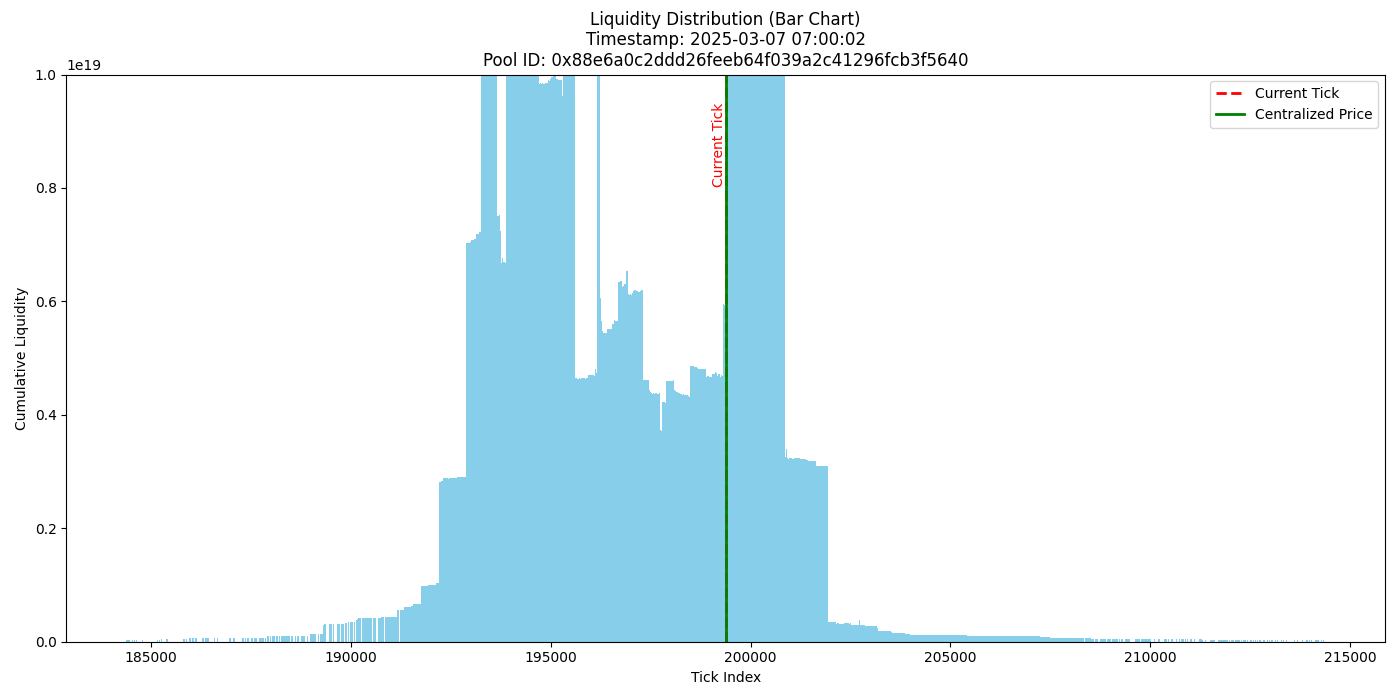 Liquidity Distribution (Bar Chart)
Timestamp: 2025-03-07 07:00:02
Pool ID: 0x88e6a0c2ddd26feeb64f039a2c41296fcb3f5640
1e19
1.0
0.8
0.6
0.4
0.2
0.0
Cumulative Liquidity
Current Tick
Current Tick
Centralized Price
185000 190000 195000 200000 205000 210000 215000
Tick Index